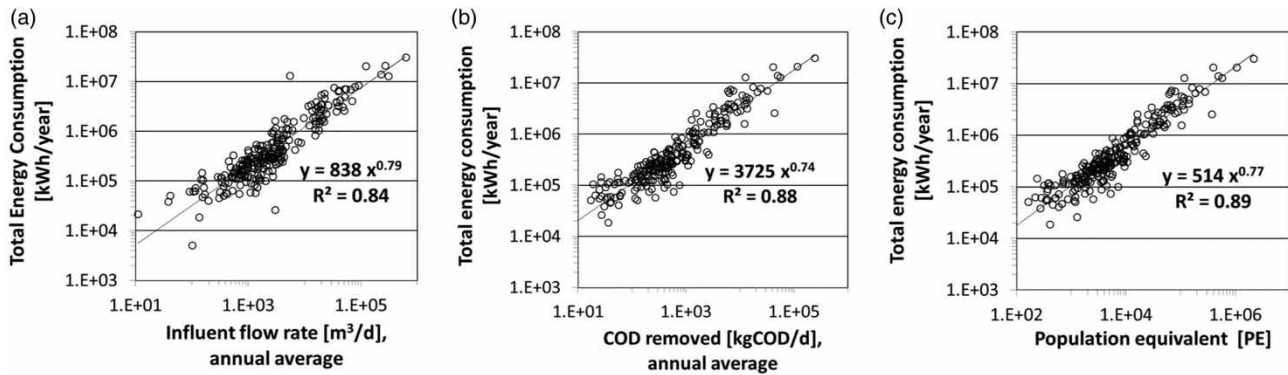 (a)
Total Energy Consumption
[kWh/year]
1.E+08
1.E+07
1.E+06
1.E+05
1.E+04
1.E+03
y = 838 x^0.79
R² = 0.84
1.E+01
1.E+03
1.E+05
Influent flow rate [m³/d],
annual average
(b)
Total energy consumption
[kWh/year]
1.E+08
1.E+07
1.E+06
1.E+05
1.E+04
1.E+03
y = 3725 x^0.74
R² = 0.88
1.E+01
1.E+03
1.E+05
COD removed [kgCOD/d],
annual average
(c)
Total energy consumption
[kWh/year]
1.E+08
1.E+07
1.E+06
1.E+05
1.E+04
1.E+03
y = 514 x^0.77
R² = 0.89
1.E+02
1.E+04
1.E+06
Population equivalent [PE]